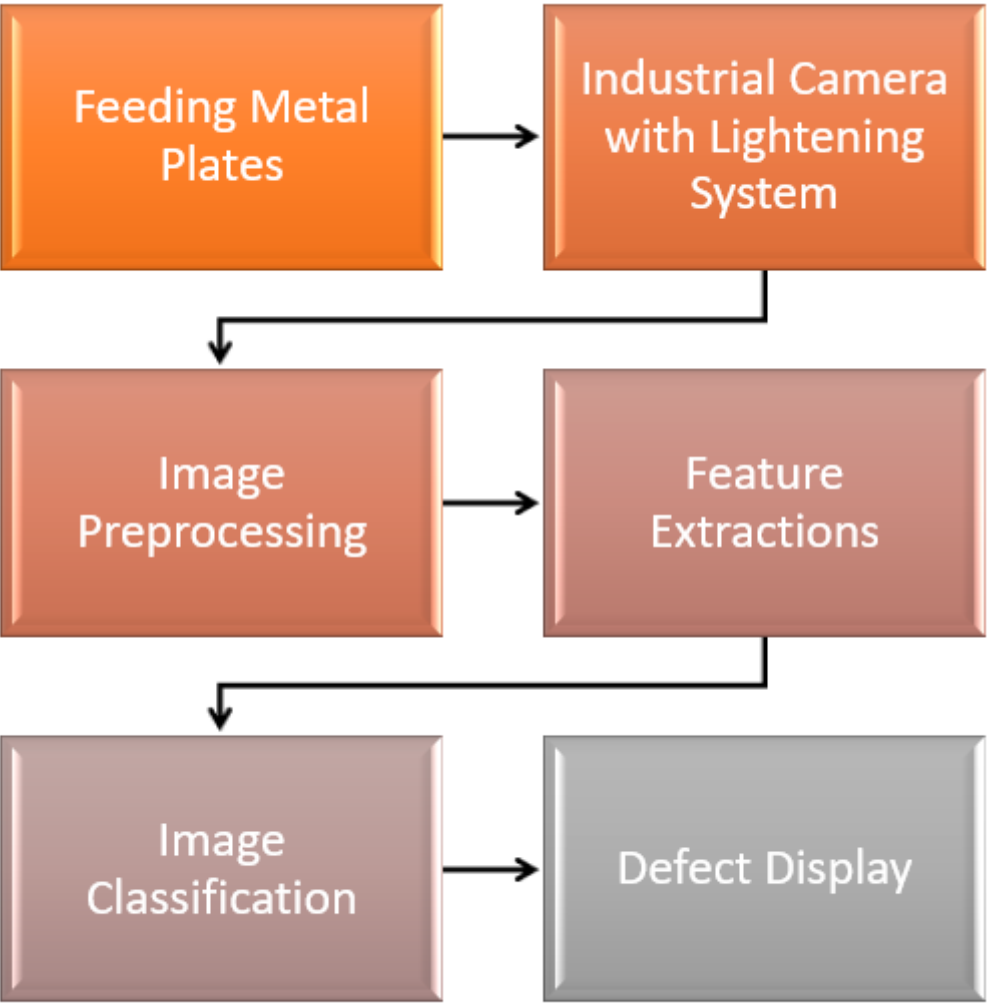 Feeding Metal
Plates
Industrial Camera
with Lightening
System
Image
Preprocessing
Feature
Extractions
Image
Classification
Defect Display